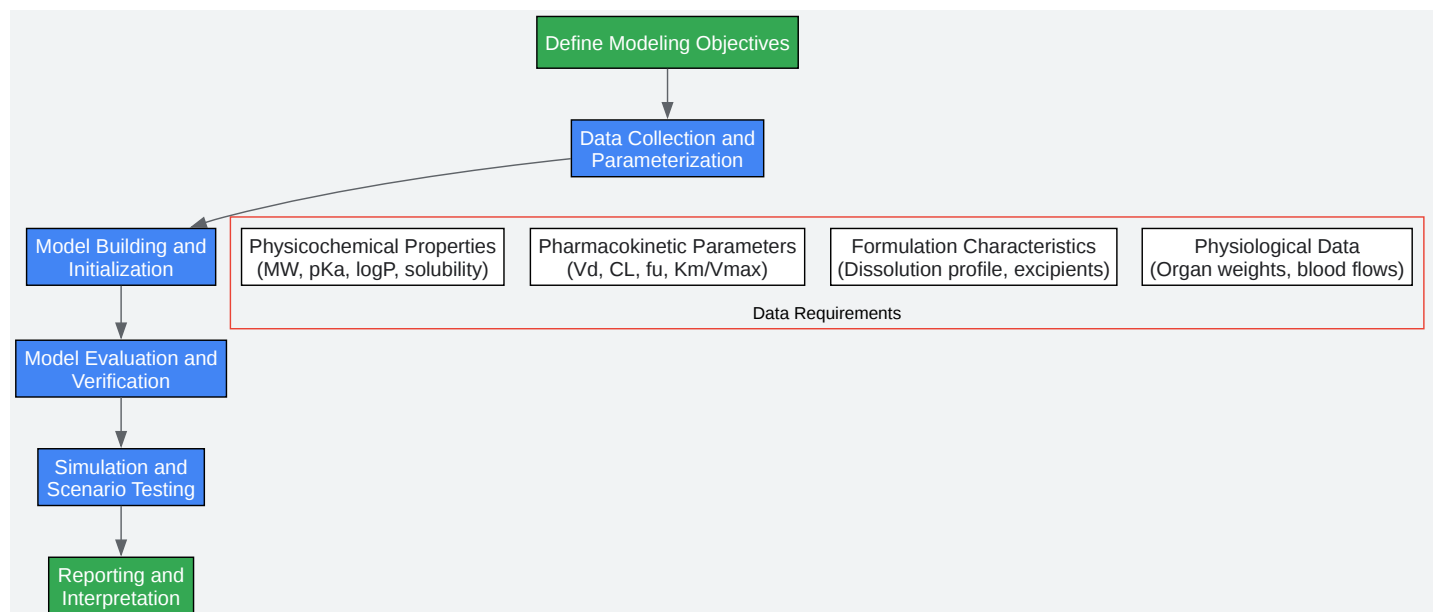 Define Modeling Objectives
Data Collection and
Parameterization
Model Building and
Initialization
Physicochemical Properties
(MW, pKa, logP, solubility)
Pharmacokinetic Parameters
(Vd, CL, fu, Km/Vmax)
Formulation Characteristics
(Dissolution profile, excipients)
Physiological Data
(Organ weights, blood flows)
Data Requirements
Model Evaluation and
Verification
Simulation and
Scenario Testing
Reporting and
Interpretation